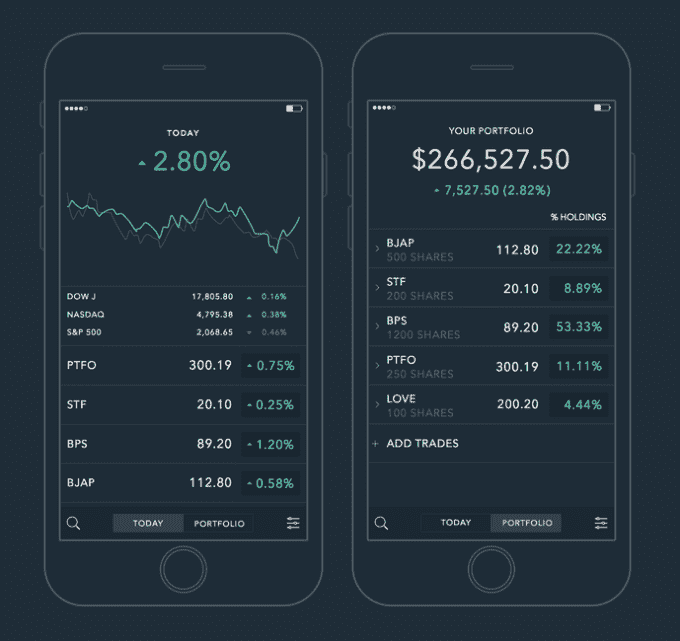 TODAY
2.80%
DOW J 17,805.80 0.16%
NASDAQ 4,795.38 0.38%
S&P 500 2,068.65 0.46%
PTFO 300.19 0.75%
STF 20.10 0.25%
BPS 89.20 1.20%
BJAP 112.80 0.58%
TODAY PORTFOLIO
YOUR PORTFOLIO
$266,527.50
7,527.50 (2.82%)
% HOLDINGS
BJAP 112.80 22.22%
500 SHARES
STF 20.10 8.89%
200 SHARES
BPS 89.20 53.33%
1200 SHARES
PTFO 300.19 11.11%
250 SHARES
LOVE 200.20 4.44%
100 SHARES
+ ADD TRADES
TODAY PORTFOLIO